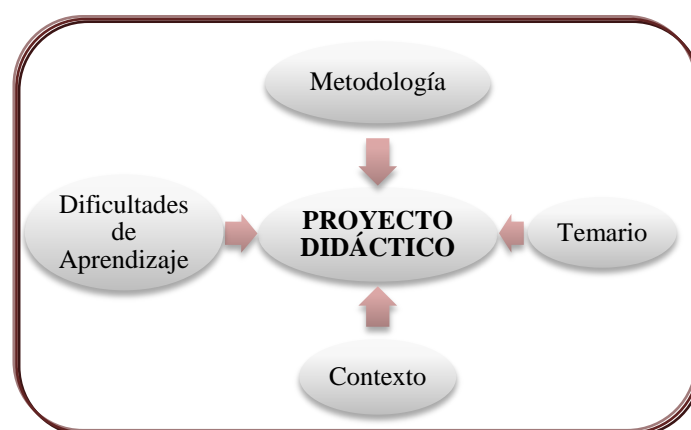 Metodología
Dificultades
de
Aprendizaje
PROYECTO
DIDÁCTICO
Temario
Contexto